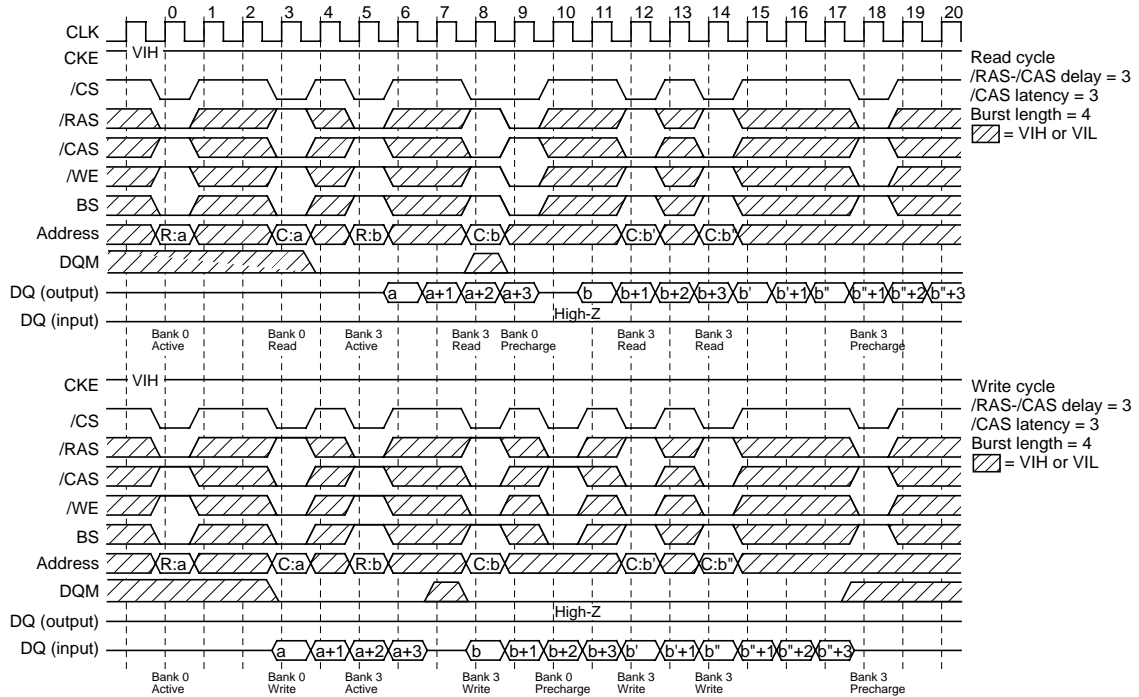 0 1 2 3 4 5 6 7 8 9 10 11 12 13 14 15 16 17 18 19 20
CLK
CKE VIH
/CS
/RAS
/CAS
/WE
BS
Address R:a C:a R:b C:b C:b' C:b"
DQM
DQ (output) a a+1 a+2 a+3 b b+1 b+2 b+3 b' b'+1 b" b"+1 b"+2 b"+3
High-Z
DQ (input)
Bank 0 Active
Bank 0 Read
Bank 3 Active
Bank 3 Read
Bank 0 Precharge
Bank 3 Read
Bank 3 Read
Bank 3 Precharge
Read cycle
/RAS-/CAS delay = 3
/CAS latency = 3
Burst length = 4
= VIH or VIL
CKE VIH
/CS
/RAS
/CAS
/WE
BS
Address R:a C:a R:b C:b C:b' C:b"
DQM
High-Z
DQ (output)
DQ (input) a a+1 a+2 a+3 b b+1 b+2 b+3 b' b'+1 b" b"+1 b"+2 b"+3
Bank 0 Active
Bank 0 Write
Bank 3 Active
Bank 3 Write
Bank 0 Precharge
Bank 3 Write
Bank 3 Write
Bank 3 Precharge
Write cycle
/RAS-/CAS delay = 3
/CAS latency = 3
Burst length = 4
= VIH or VIL